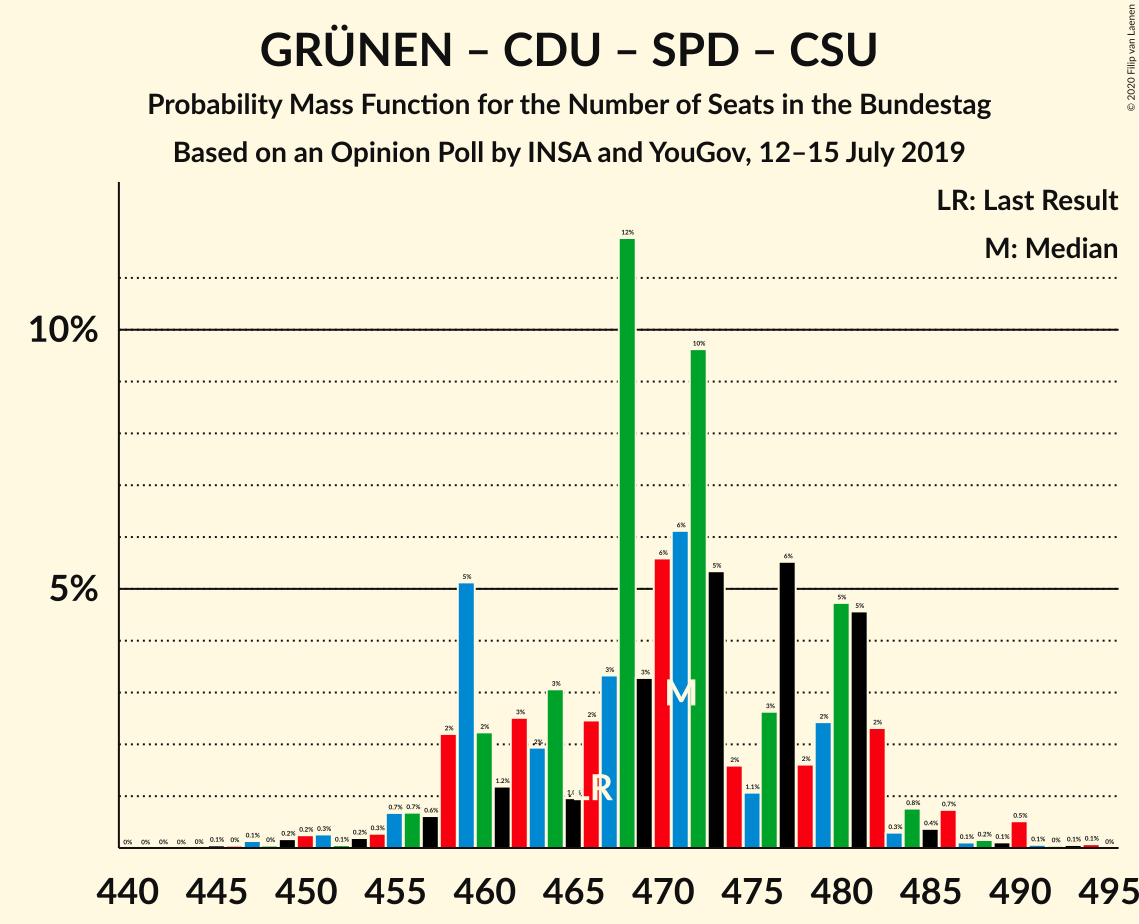 GRÜNEN – CDU – SPD – CSU
Probability Mass Function for the Number of Seats in the Bundestag
Based on an Opinion Poll by INSA and YouGov, 12–15 July 2019
© 2020 Filip van Laenen
LR: Last Result
M: Median
10%
5%
0% 0% 0% 0% 0% 0.1% 0% 0.1% 0% 0.2% 0.2% 0.3% 0.1% 0.2% 0.3% 0.7% 0.7% 0.6% 2% 5% 2% 1.2% 3% 2% 3% 2% 3% 12% 3% 6% 6% 10% 5% 2% 1.1% 3% 6% 2% 2% 5% 5% 2% 0.3% 0.8% 0.4% 0.7% 0.1% 0.2% 0.1% 0.5% 0.1% 0% 0.1% 0.1% 0%
LR
M
440 445 450 455 460 465 470 475 480 485 490 495